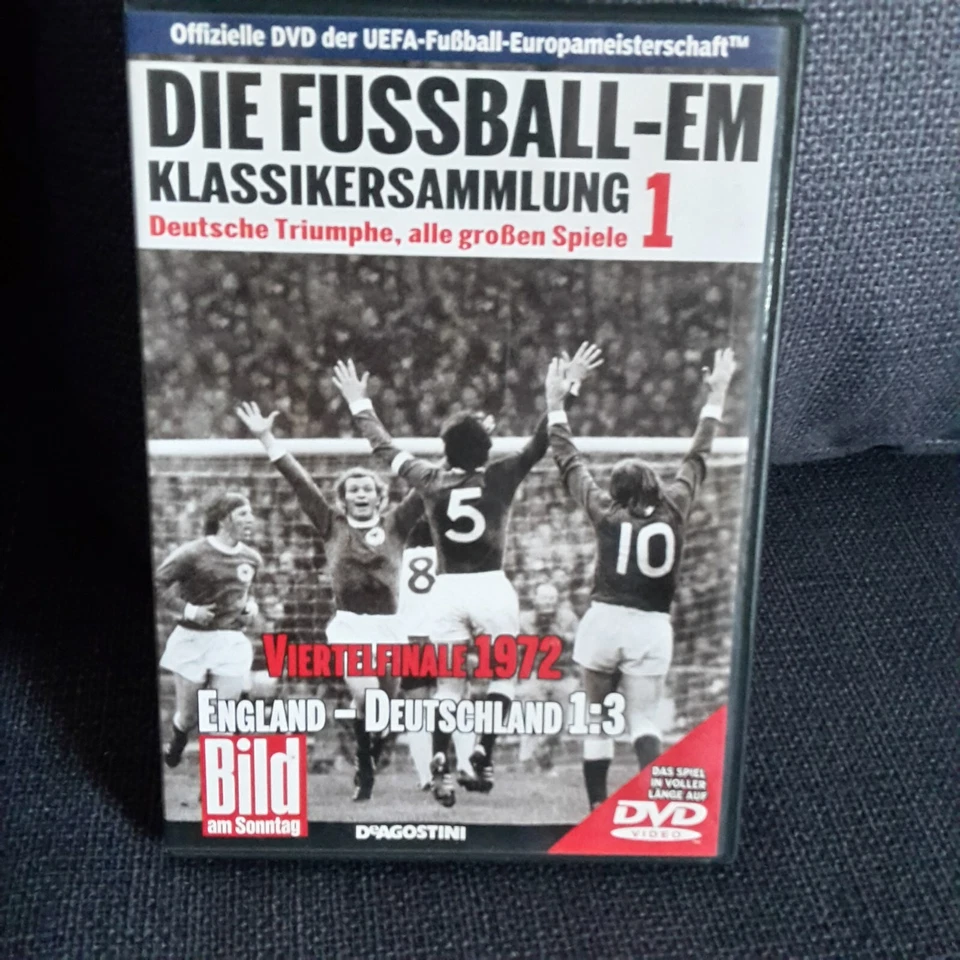 Offizielle DVD der UEFA-Fußball-Europameisterschaft™
DIE FUSSBALL-EM
KLASSIKERSAMMLUNG 1
Deutsche Triumphe, alle großen Spiele
5
8
10
VIERTELFINALE 1972
ENGLAND – DEUTSCHLAND 1:3
Bild
am Sonntag
DeAGOSTINI
DAS SPIEL
IN VOLLER
LÄNGE AUF
DVD
VIDEO